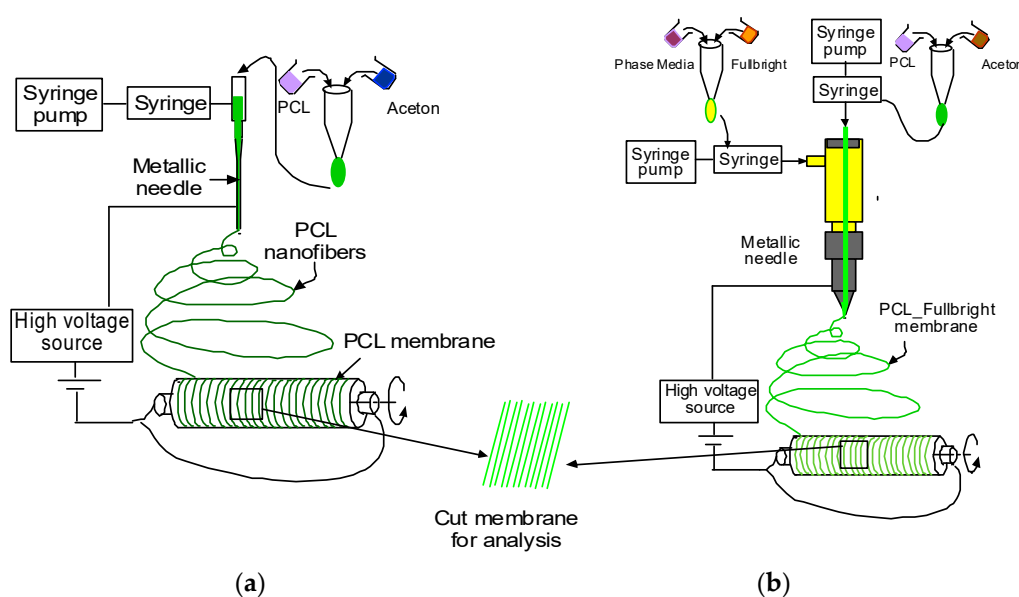 Syringe
pump
Syringe
PCL
Aceton
Metallic
needle
PCL
nanofibers
High voltage
source
PCL membrane
(a)
Cut membrane
for analysis
Phase Media
Fullbright
Syringe
pump
PCL
Aceton
Syringe
Syringe
pump
Syringe
Metallic
needle
PCL_Fullbright
membrane
High voltage
source
(b)